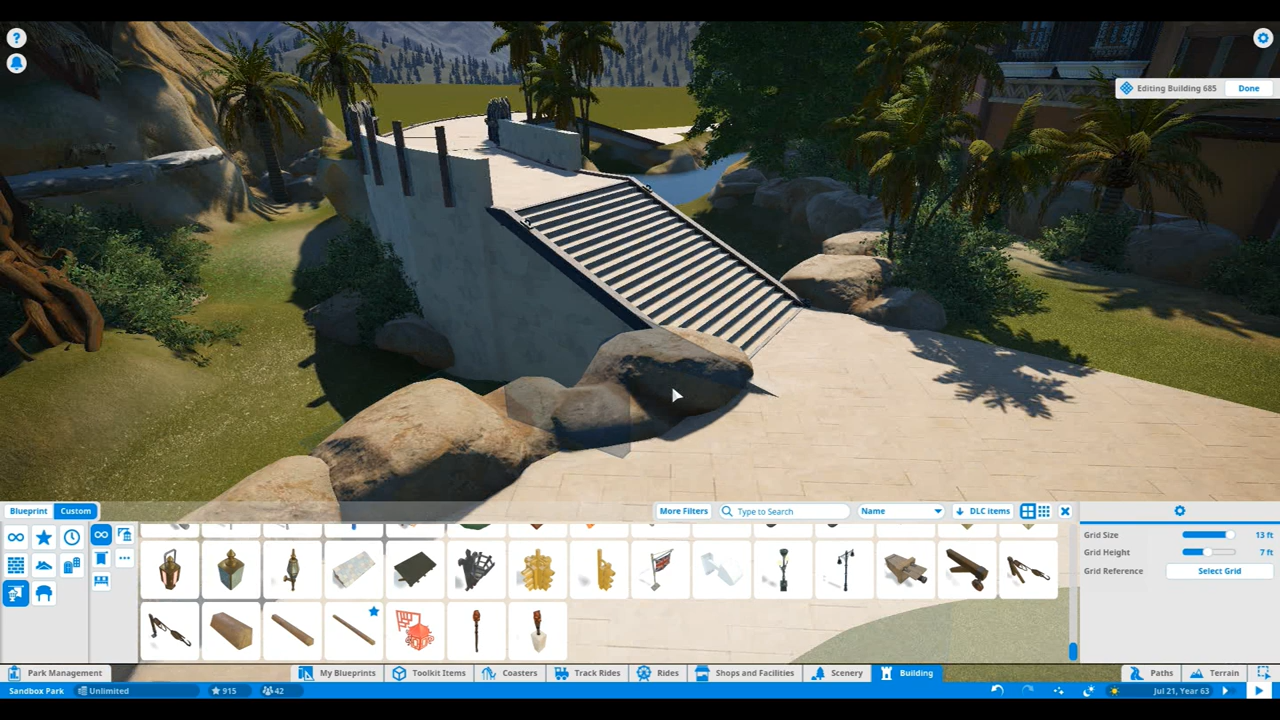 ?
Editing Building 685 Done
Blueprint Custom More Filters Type to Search Name DLC items
Grid Size 13 ft
Grid Height 7 ft
Grid Reference Select Grid
Park Management My Blueprints Toolkit Items Coasters Track Rides Rides Shops and Facilities Scenery Building Paths Terrain
Sandbox Park Unlimited 915 42 Jul 21, Year 63